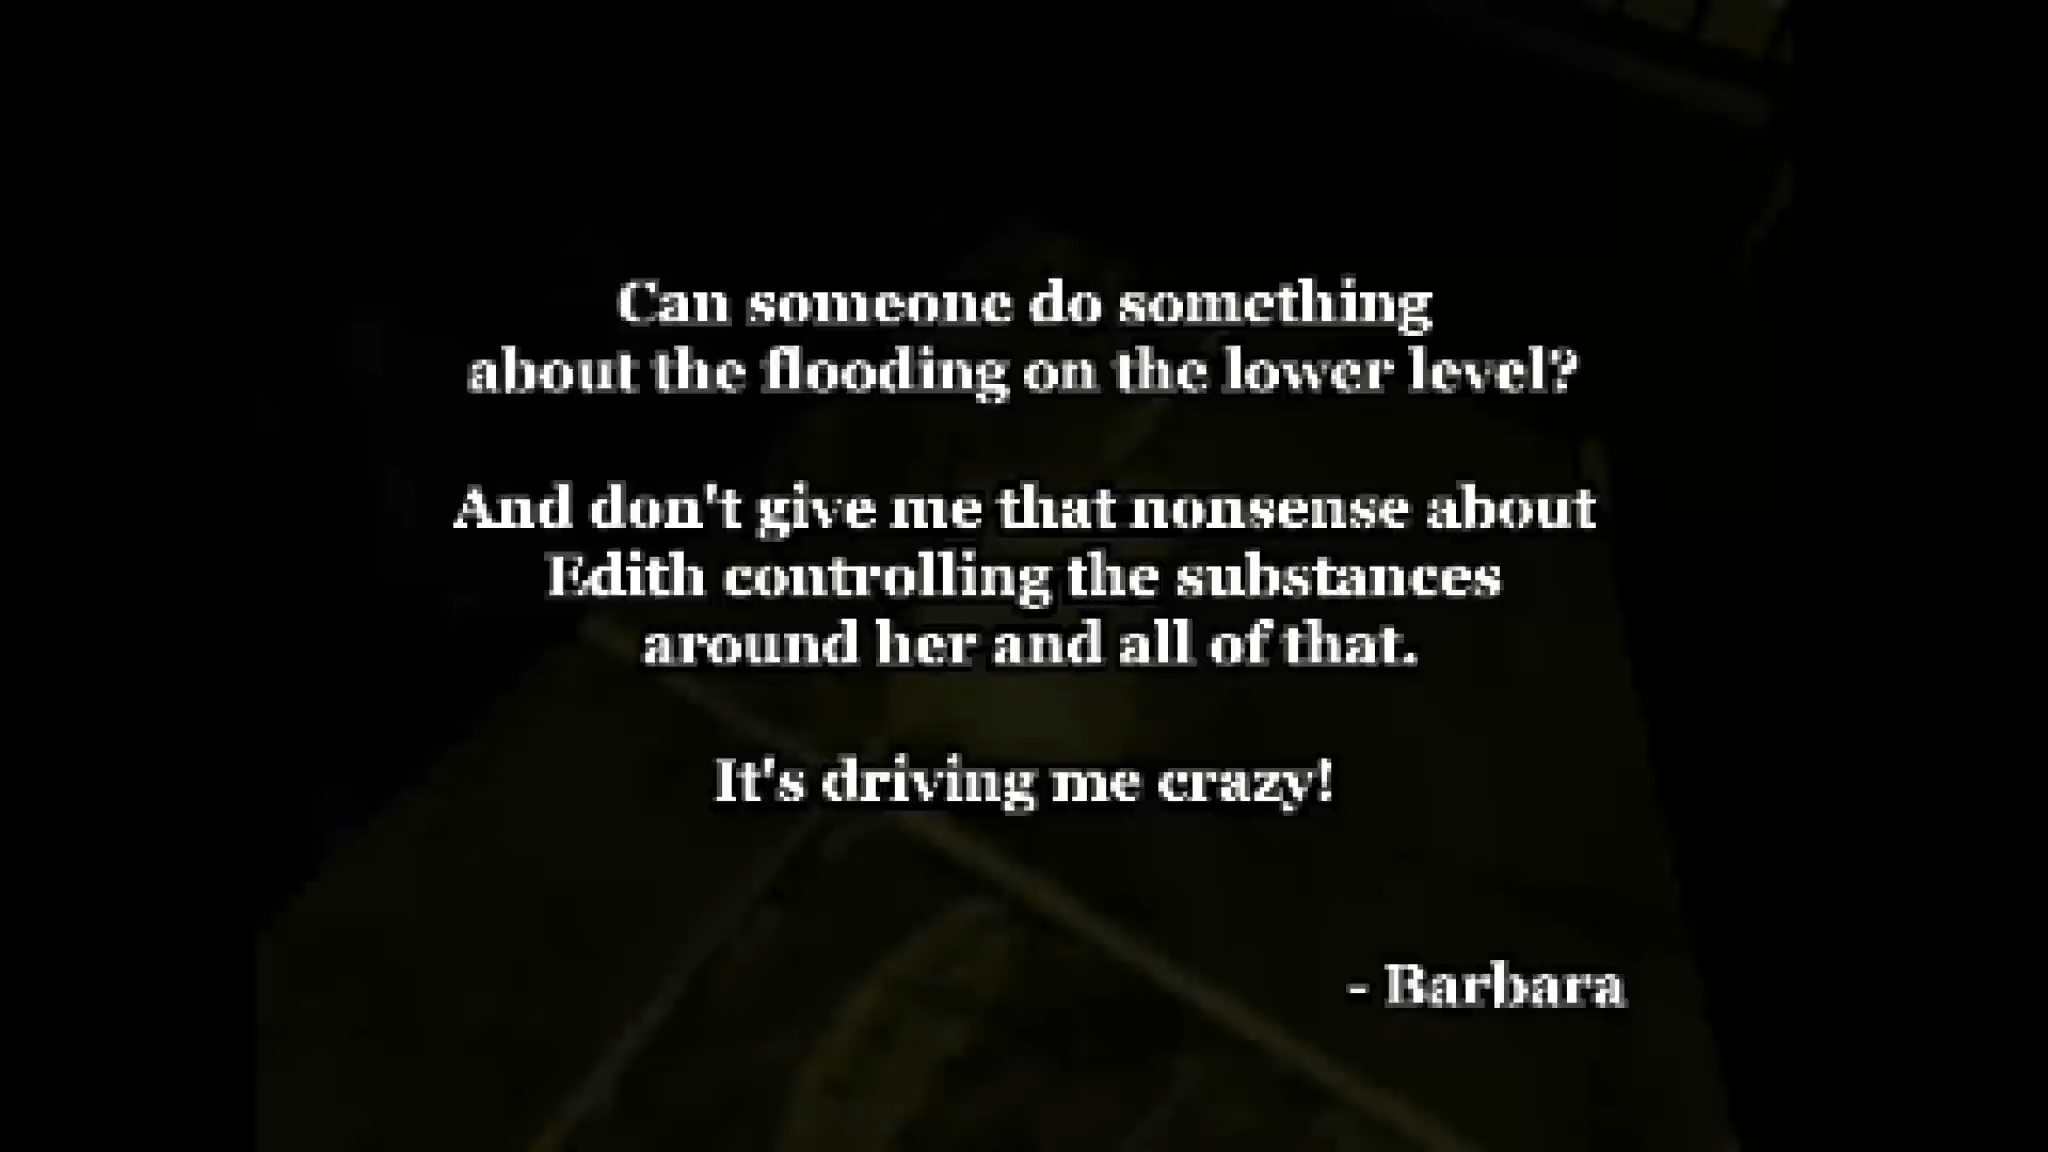 Can someone do something
about the flooding on the lower level?
And don't give me that nonsense about
Edith controlling the substances
around her and all of that.
It's driving me crazy!
- Barbara